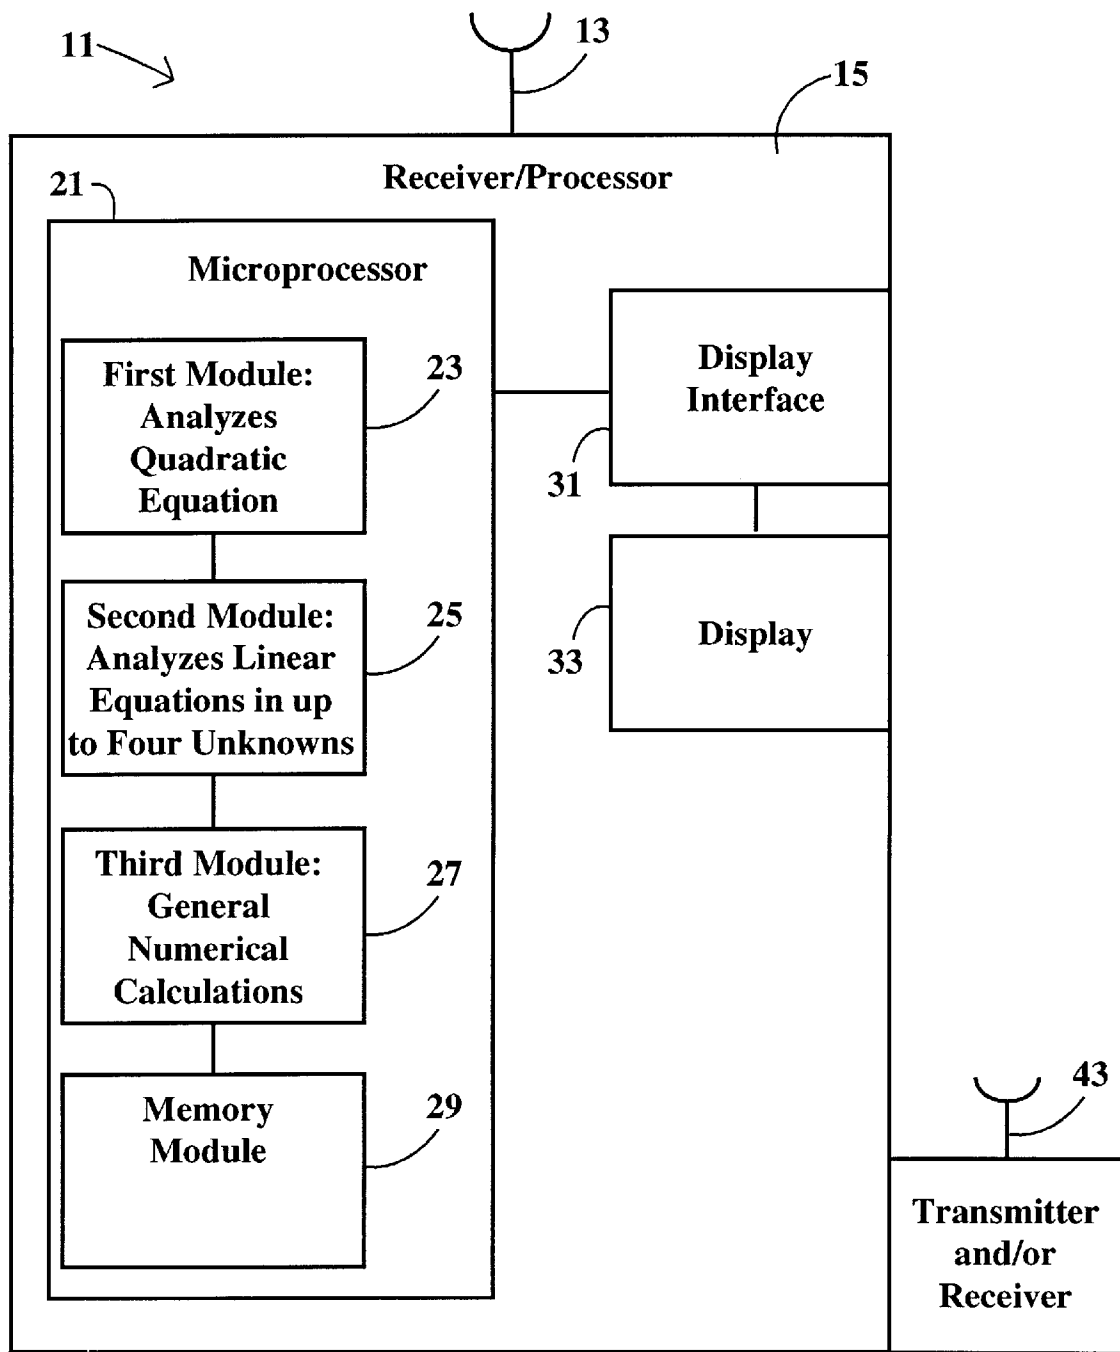 11
13
15
Receiver/Processor
21
Microprocessor
First Module:
Analyzes
Quadratic
Equation
23
Display
Interface
31
Second Module:
Analyzes Linear
Equations in up
to Four Unknowns
25
Display
33
Third Module:
General
Numerical
Calculations
27
Memory
Module
29
43
Transmitter
and/or
Receiver